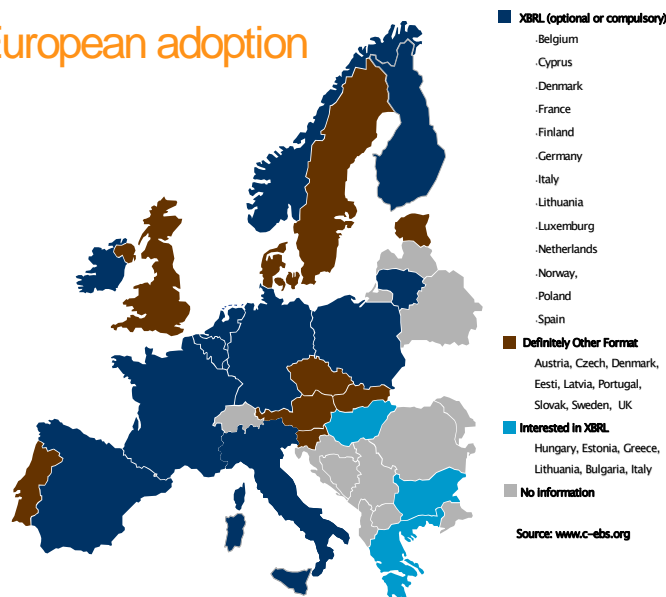 European adoption
XBRL (optional or compulsory)
Belgium
Cyprus
Denmark
France
Finland
Germany
Italy
Lithuania
Luxemburg
Netherlands
Norway,
Poland
Spain
Definitely Other Format
Austria, Czech, Denmark,
Eesti, Latvia, Portugal,
Slovak, Sweden, UK
Interested in XBRL
Hungary, Estonia, Greece,
Lithuania, Bulgaria, Italy
No information
Source: www.c-ebs.org